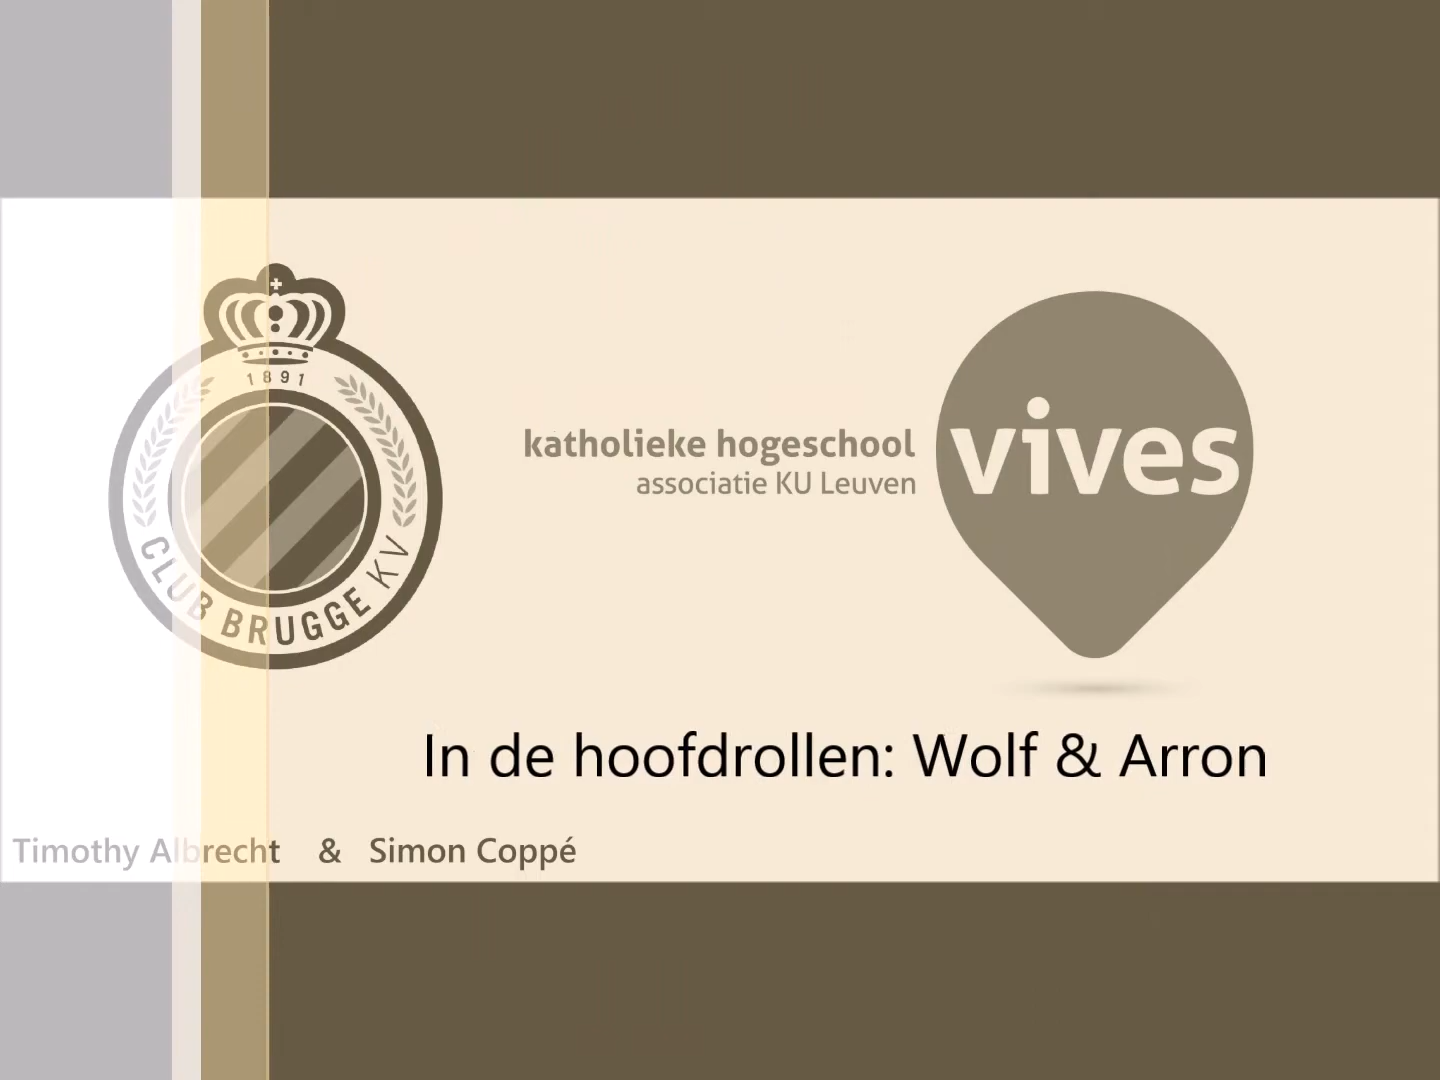 1891
CLUB BRUGGE KV
katholieke hogeschool
associatie KU Leuven
vives
In de hoofdrollen: Wolf & Arron
Timothy Albrecht & Simon Coppé